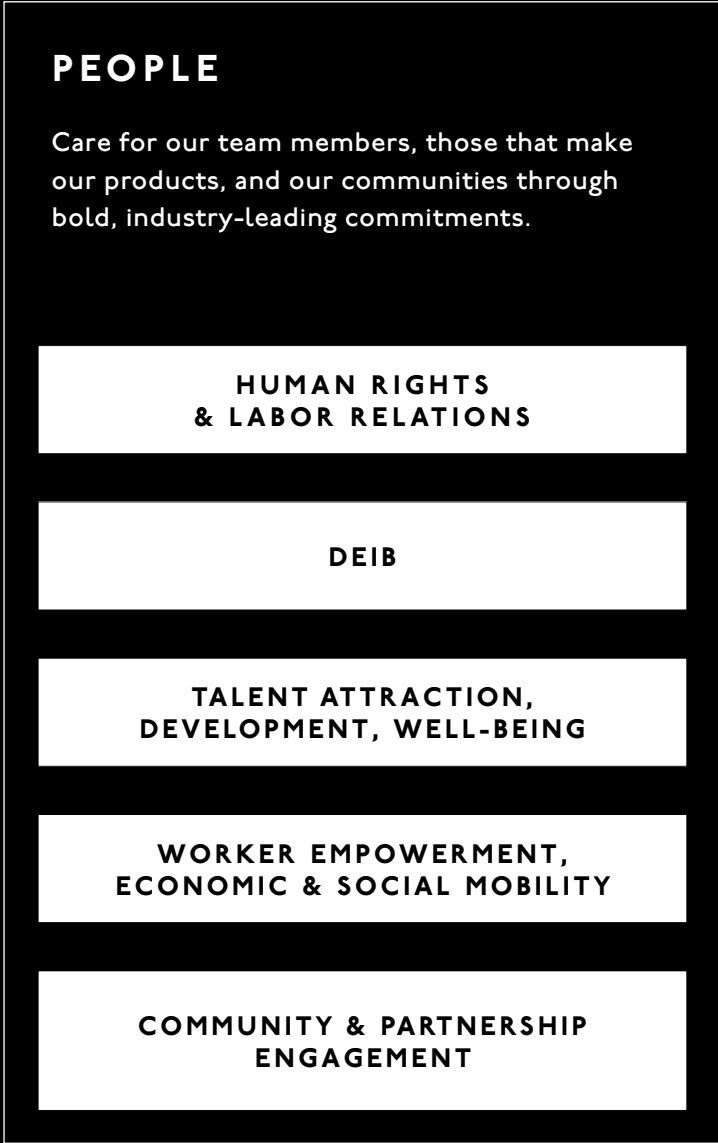 PEOPLE
Care for our team members, those that make
our products, and our communities through
bold, industry-leading commitments.
HUMAN RIGHTS
& LABOR RELATIONS
DEIB
TALENT ATTRACTION,
DEVELOPMENT, WELL-BEING
WORKER EMPOWERMENT,
ECONOMIC & SOCIAL MOBILITY
COMMUNITY & PARTNERSHIP
ENGAGEMENT